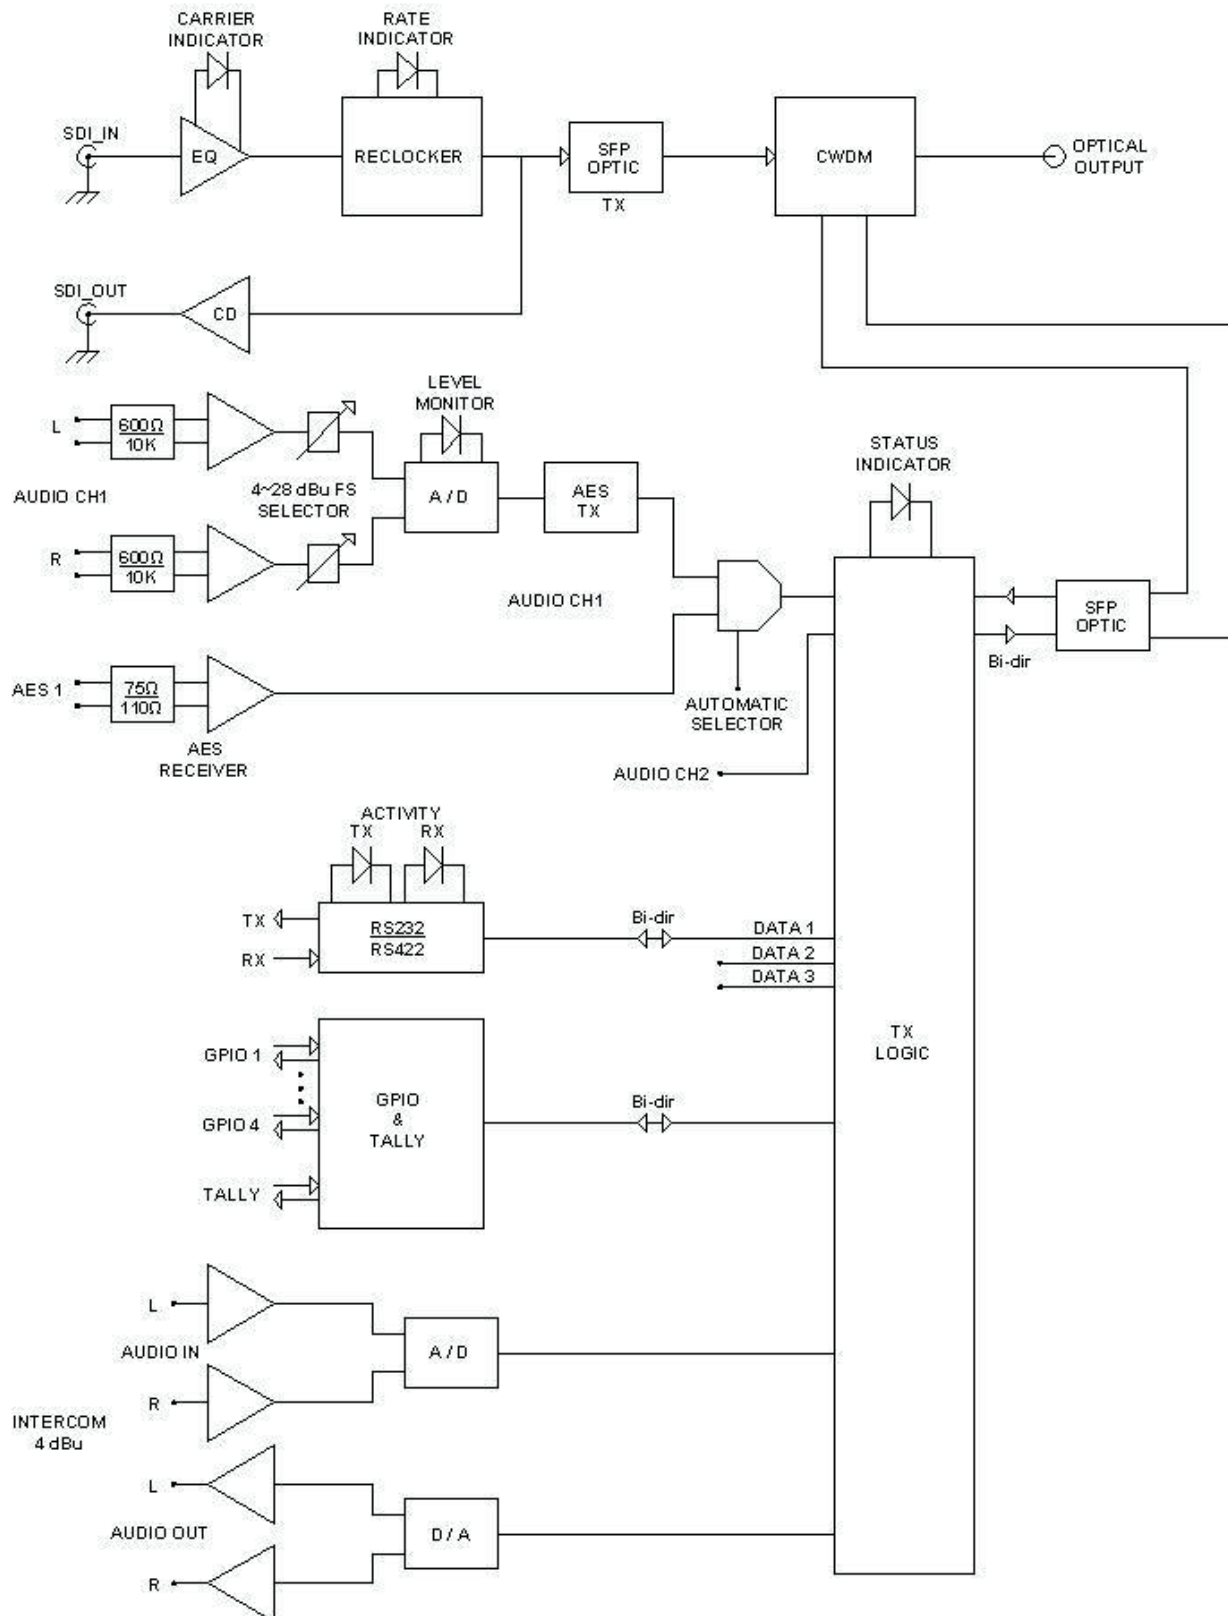 CARRIER
INDICATOR
RATE
INDICATOR
SDI_IN
EQ
RECLOCKER
SFP
OPTIC
TX
CWDM
OPTICAL
OUTPUT
SDI_OUT
CD
LEVEL
MONITOR
L
600Ω
10K
4~28 dBu FS
SELECTOR
A / D
AES
TX
STATUS
INDICATOR
AUDIO CH1
R
600Ω
10K
AUDIO CH1
SFP
OPTIC
Bi-dir
AES 1
75Ω
110Ω
AES
RECEIVER
AUTOMATIC
SELECTOR
AUDIO CH2
ACTIVITY
TX
RX
TX
RX
RS232
RS422
Bi-dir
DATA 1
DATA 2
DATA 3
TX
LOGIC
GPIO 1
GPIO 4
TALLY
GPIO
&
TALLY
Bi-dir
L
AUDIO IN
R
A / D
INTERCOM
4 dBu
L
AUDIO OUT
R
D / A